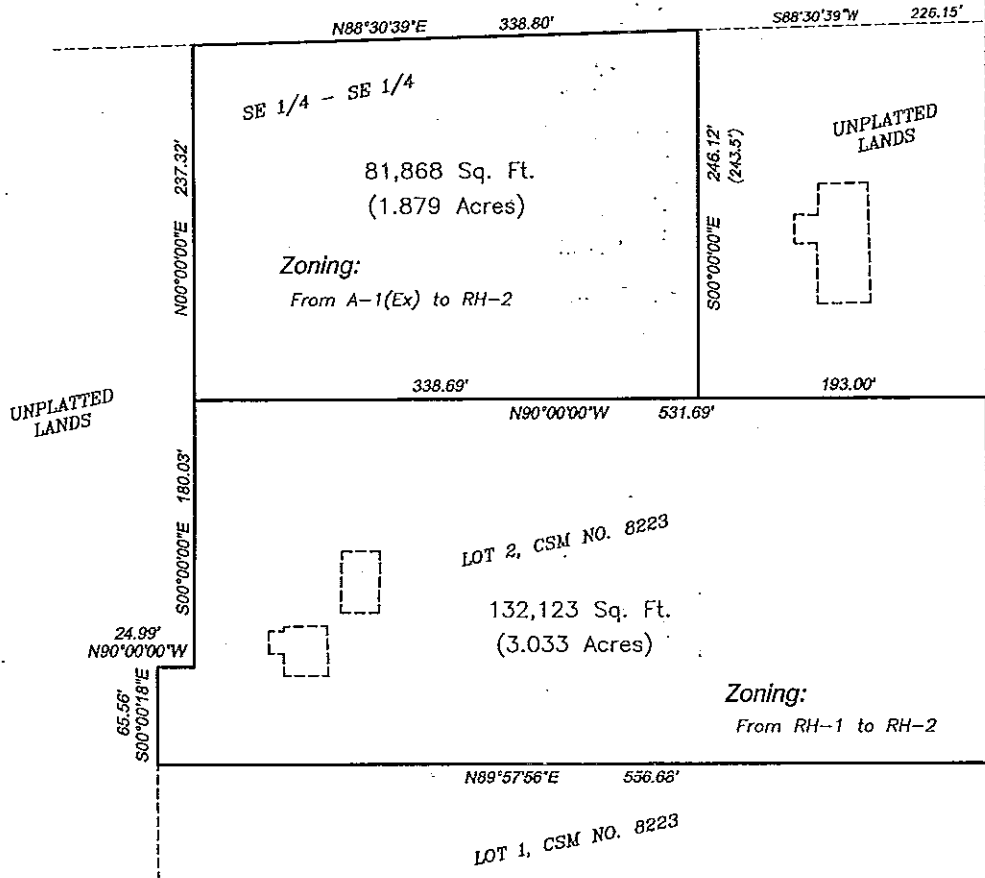 N88°30'39"E 338.80'
S88°30'39"W 226.15'
SE 1/4 - SE 1/4
UNPLATTED
LANDS
N00°00'00"E 237.32'
81,868 Sq. Ft.
(1.879 Acres)
S00°00'00"E 246.12'
(243.5')
Zoning:
From A-1(Ex) to RH-2
338.69'
193.00'
N90°00'00"W 531.69'
UNPLATTED
LANDS
S00°00'00"E 180.03'
LOT 2, CSM NO. 8223
132,123 Sq. Ft.
(3.033 Acres)
24.99'
N90°00'00"W
65.56'
S00°00'18"E
Zoning:
From RH-1 to RH-2
N89°57'56"E 556.68'
LOT 1, CSM NO. 8223